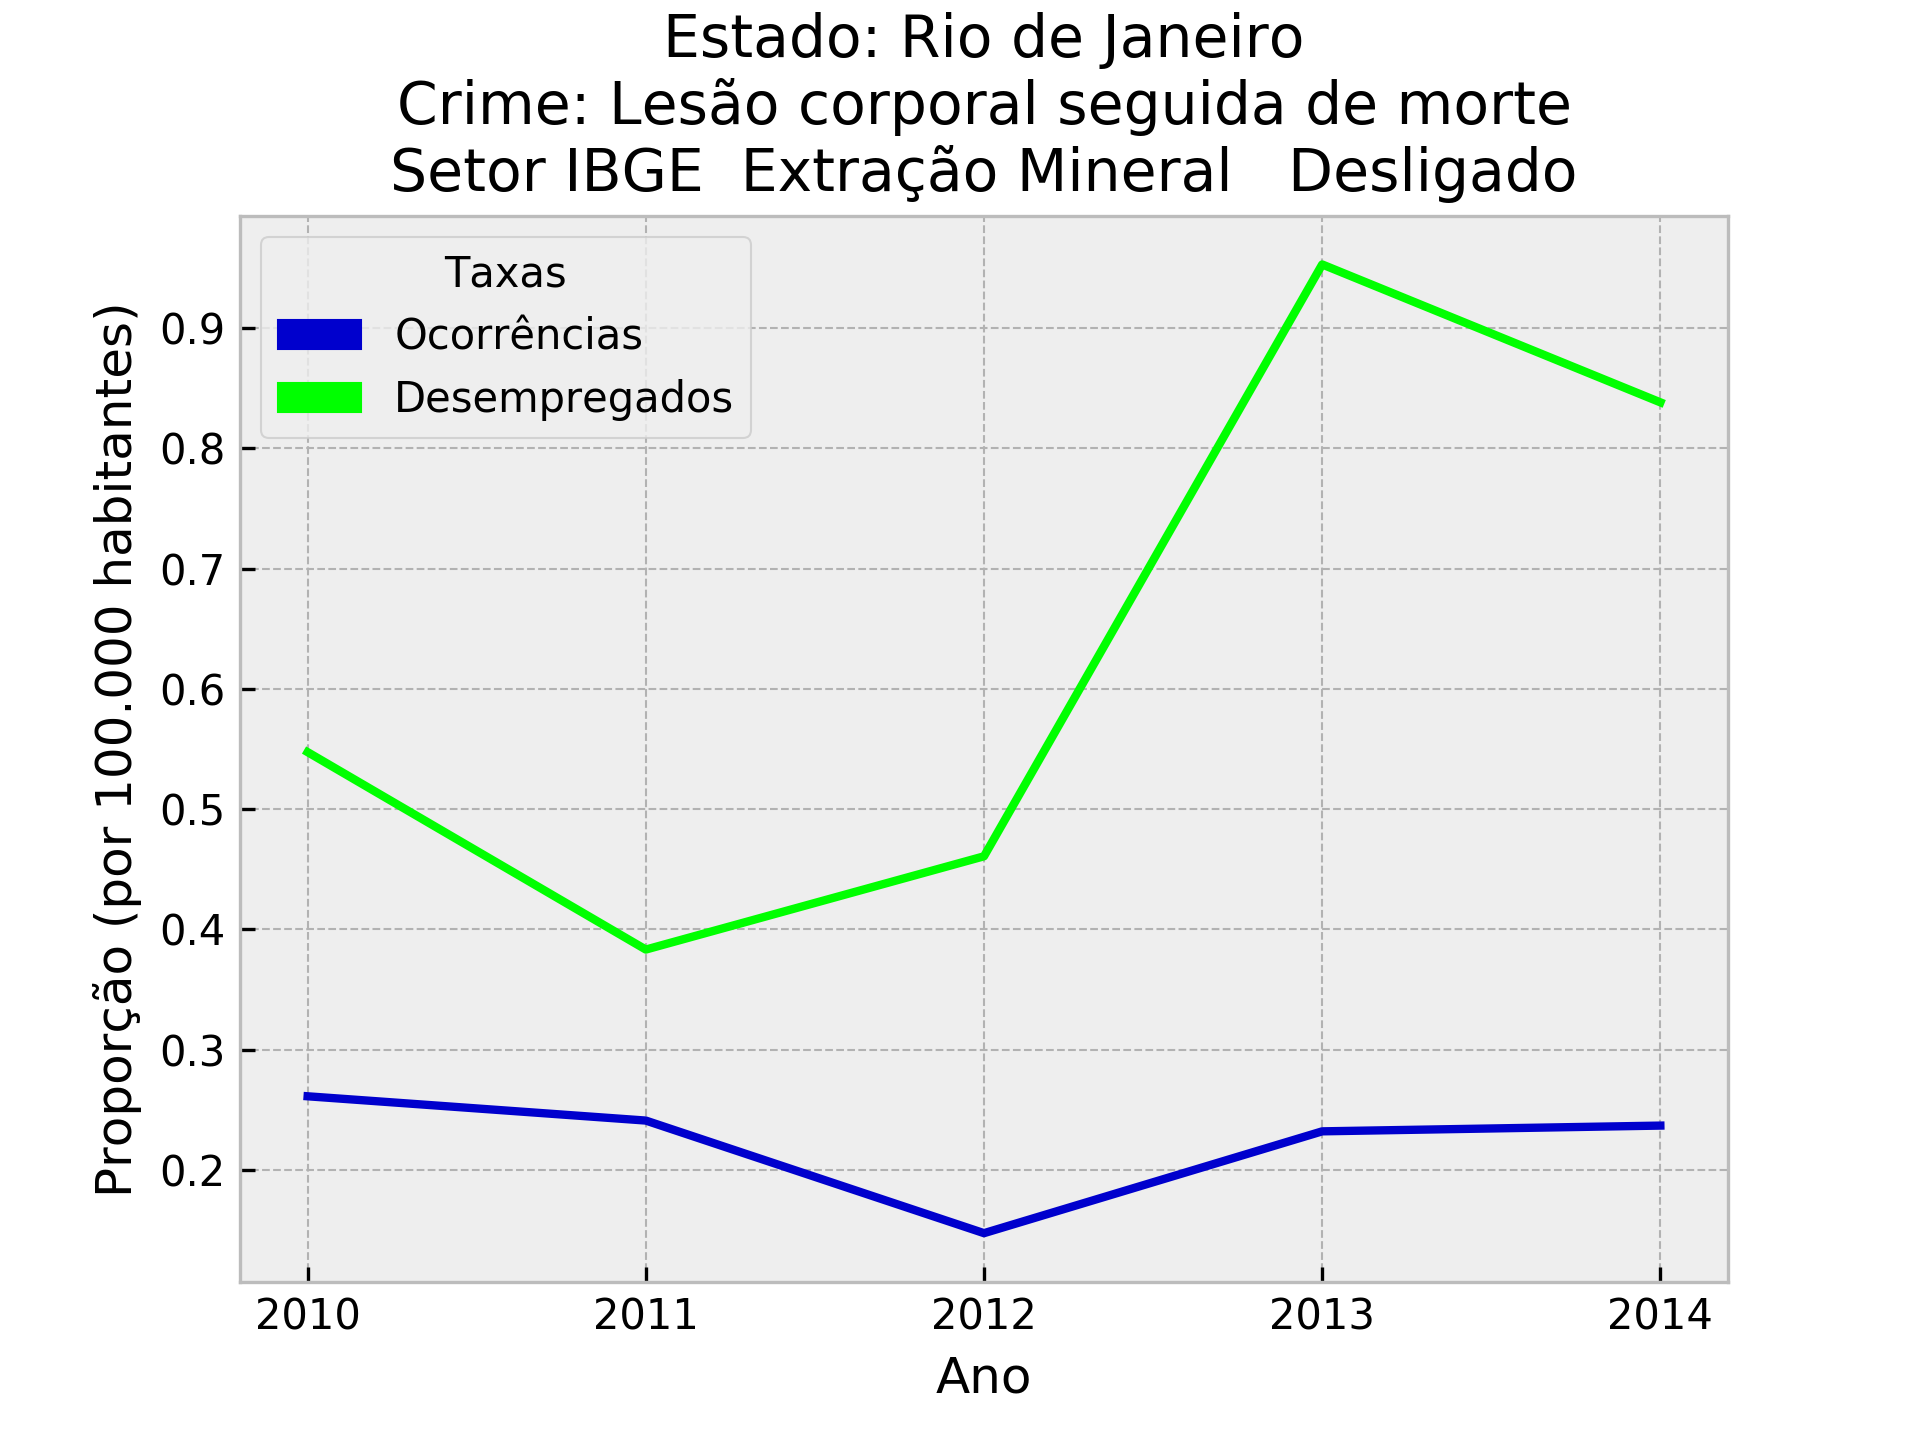 Estado: Rio de Janeiro
Crime: Lesão corporal seguida de morte
Setor IBGE  Extração Mineral   Desligado
Taxas
Ocorrências
Desempregados
Proporção (por 100.000 habitantes)
0.9
0.8
0.7
0.6
0.5
0.4
0.3
0.2
2010 2011 2012 2013 2014
Ano